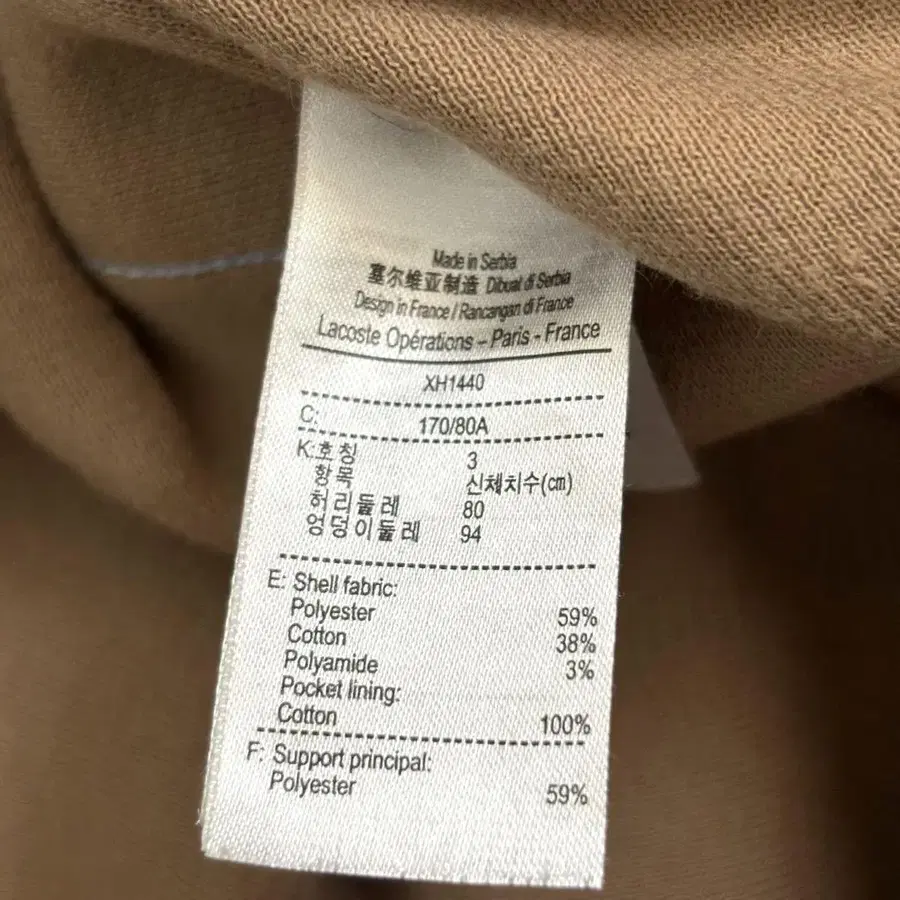 Made in Serbia
塞尔维亚制造 Dibuat di Serbia
Design in France / Rancangan di France
Lacoste Opérations – Paris - France
XH1440
C: 170/80A
K:호칭 3
항목 신체치수(cm)
허리둘레 80
엉덩이둘레 94
E: Shell fabric:
Polyester 59%
Cotton 38%
Polyamide 3%
Pocket lining:
Cotton 100%
F: Support principal:
Polyester 59%